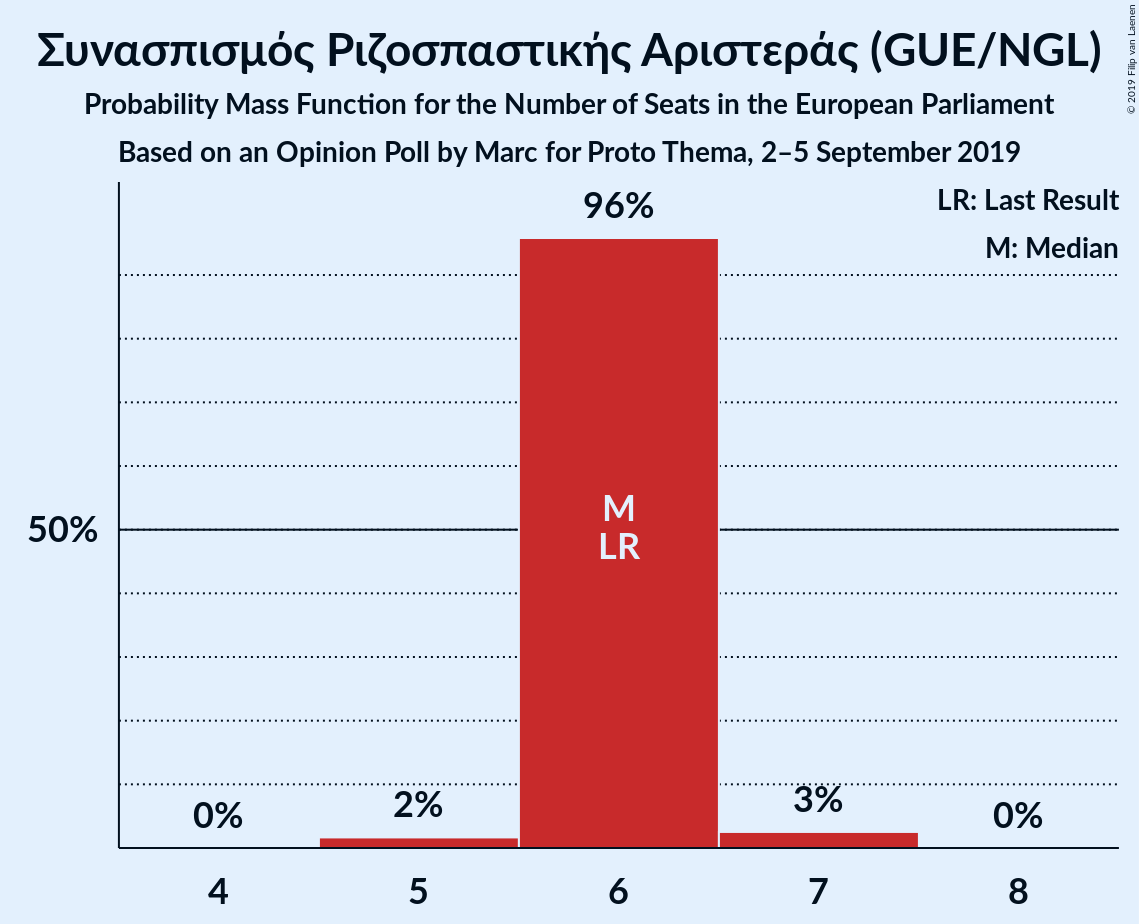 Συνασπισμός Ριζοσπαστικής Αριστεράς (GUE/NGL)
Probability Mass Function for the Number of Seats in the European Parliament
Based on an Opinion Poll by Marc for Proto Thema, 2–5 September 2019
© 2019 Filip van Laenen
LR: Last Result
M: Median
96%
M
LR
50%
0%
2%
3%
0%
4
5
6
7
8